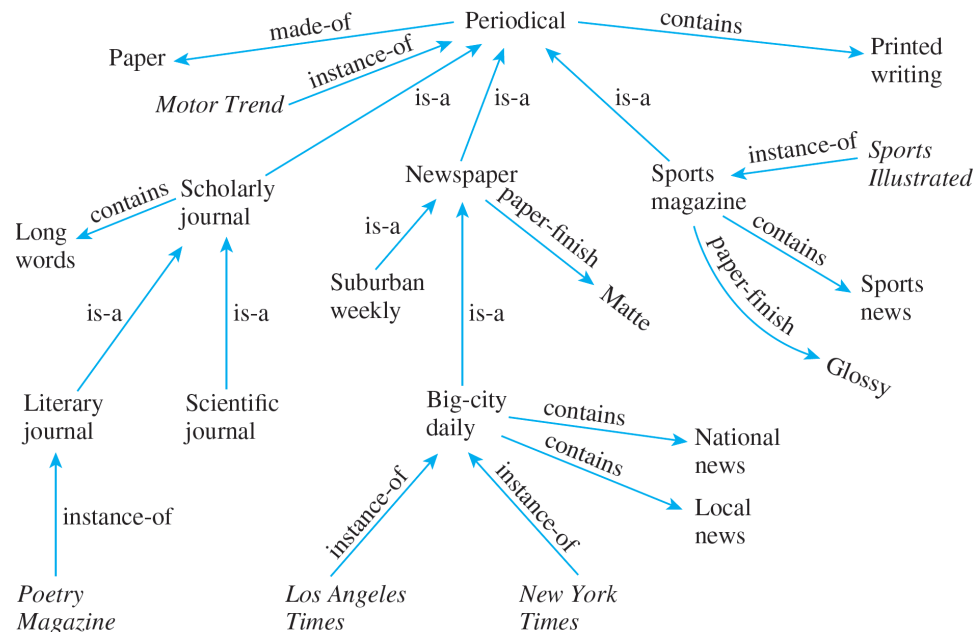 Periodical
made-of
contains
Paper
Printed
writing
instance-of
Motor Trend
is-a
is-a
is-a
instance-of
Sports
Illustrated
Scholarly
journal
Newspaper
Sports
magazine
contains
Long
words
is-a
paper-finish
contains
paper-finish
Suburban
weekly
Matte
Sports
news
is-a
is-a
is-a
Glossy
Literary
journal
Scientific
journal
Big-city
daily
contains
National
news
contains
Local
news
instance-of
instance-of
instance-of
Poetry
Magazine
Los Angeles
Times
New York
Times